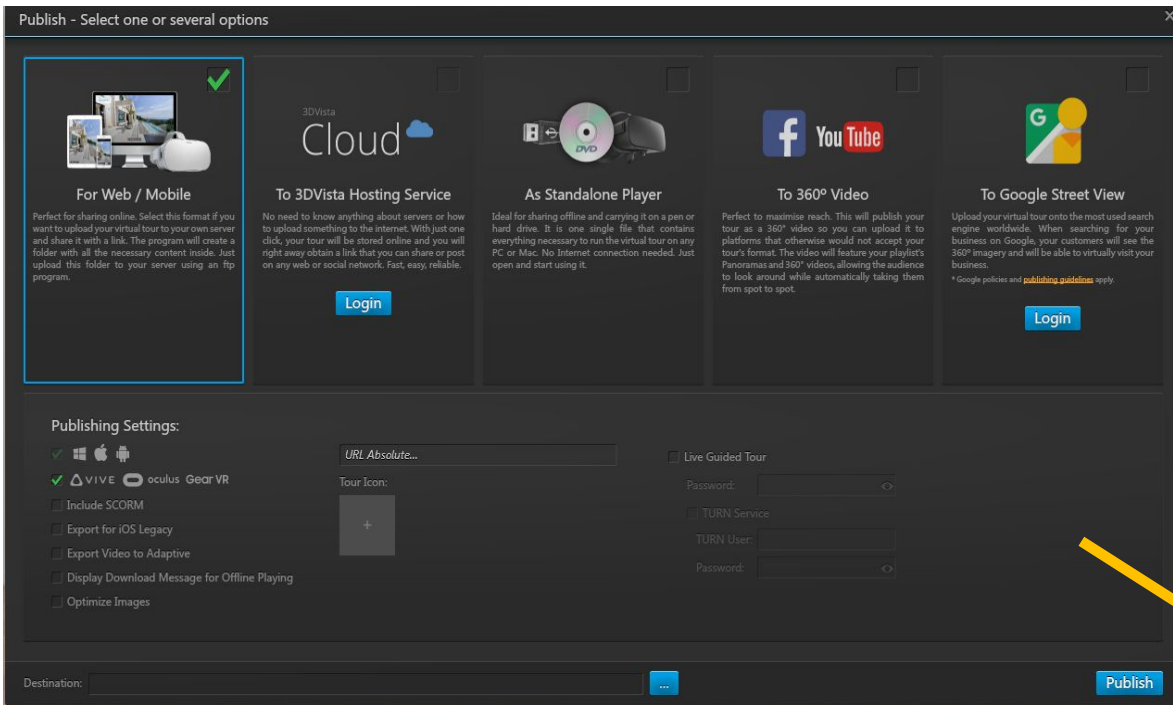 Publish - Select one or several options
3DVista
Cloud
DVD
f YouTube
G
For Web / Mobile
Perfect for sharing online. Select this format if you
want to upload your virtual tour to your own server
and share it with a link. The program will create a
folder with all the necessary content inside. Just
upload this folder to your server using an ftp
program.
To 3DVista Hosting Service
No need to know anything about servers or how
to upload something to the internet. With just one
click, your tour will be stored online and you will
right away obtain a link that you can share or post
on any web or social network. Fast, easy, reliable.
Login
As Standalone Player
Ideal for sharing offline and carrying it on a pen or
hard drive. It is one single file that contains
everything necessary to run the virtual tour on any
PC or Mac. No Internet connection needed. Just
open and start using it.
To 360º Video
Perfect to maximise reach. This will publish your
tour as a 360° video so you can upload it to
platforms that otherwise would not accept your
tour's format. The video will feature your playlist's
Panoramas and 360° videos, allowing the audience
to look around while automatically taking them
from spot to spot.
To Google Street View
Upload your virtual tour onto the most used search
engine worldwide. When searching for your
business on Google, your customers will see the
360º imagery and will be able to virtually visit your
business.
* Google policies and publishing guidelines apply.
Login
Publishing Settings:
VIVE oculus Gear VR
Include SCORM
Export for iOS Legacy
Export Video to Adaptive
Display Download Message for Offline Playing
Optimize Images
URL Absolute...
Tour Icon:
+
Live Guided Tour
Password:
TURN Service
TURN User:
Password:
Destination:
...
Publish